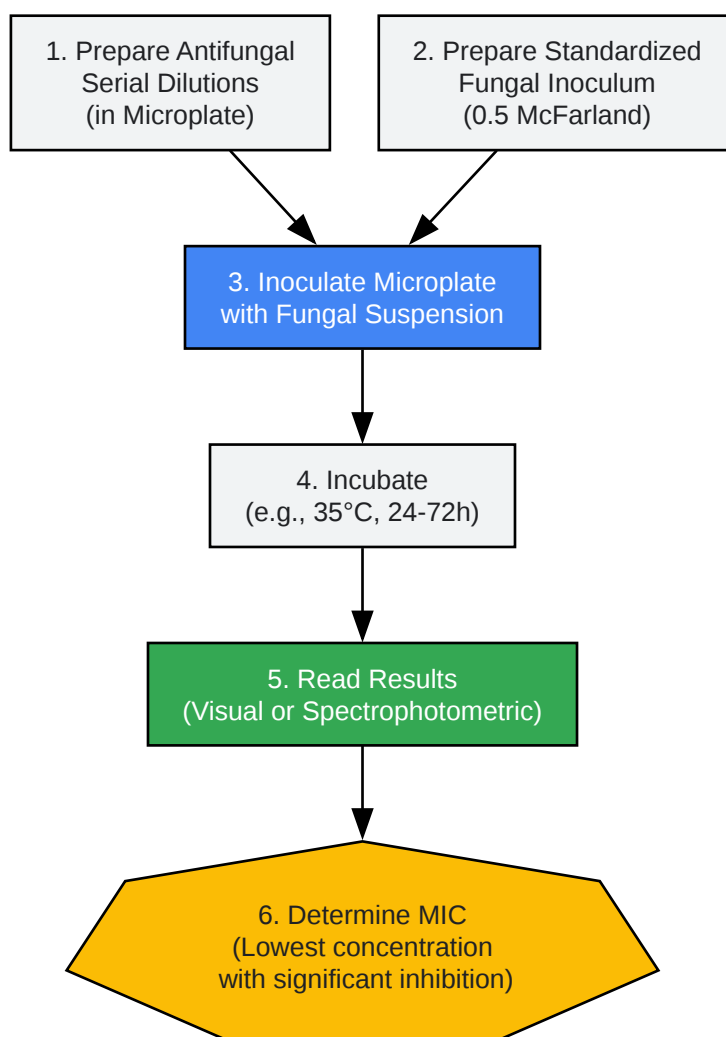 1. Prepare Antifungal
Serial Dilutions
(in Microplate)
2. Prepare Standardized
Fungal Inoculum
(0.5 McFarland)
3. Inoculate Microplate
with Fungal Suspension
4. Incubate
(e.g., 35°C, 24-72h)
5. Read Results
(Visual or Spectrophotometric)
6. Determine MIC
(Lowest concentration
with significant inhibition)